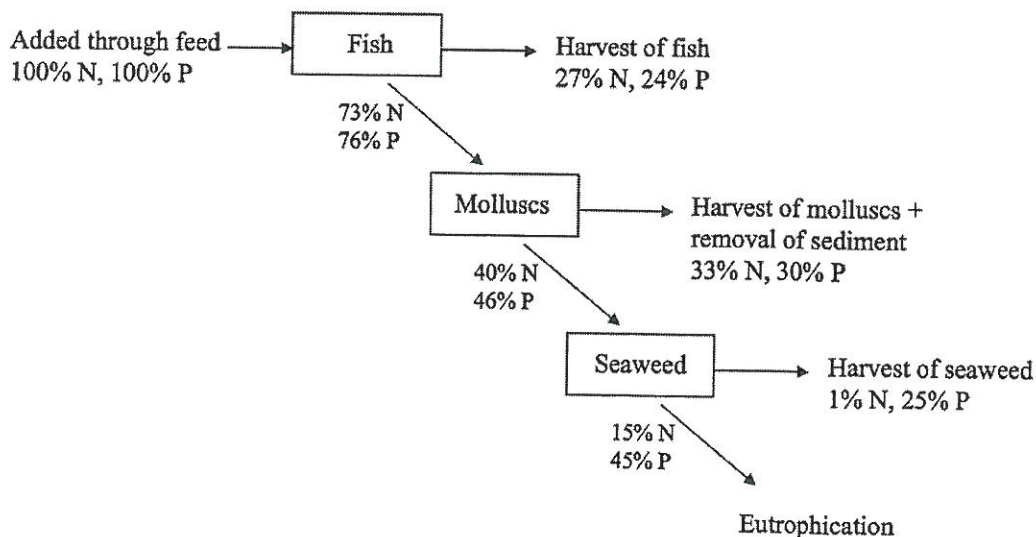 Added through feed
100% N, 100% P
Fish
Harvest of fish
27% N, 24% P
73% N
76% P
Molluscs
Harvest of molluscs +
removal of sediment
33% N, 30% P
40% N
46% P
Seaweed
Harvest of seaweed
1% N, 25% P
15% N
45% P
Eutrophication